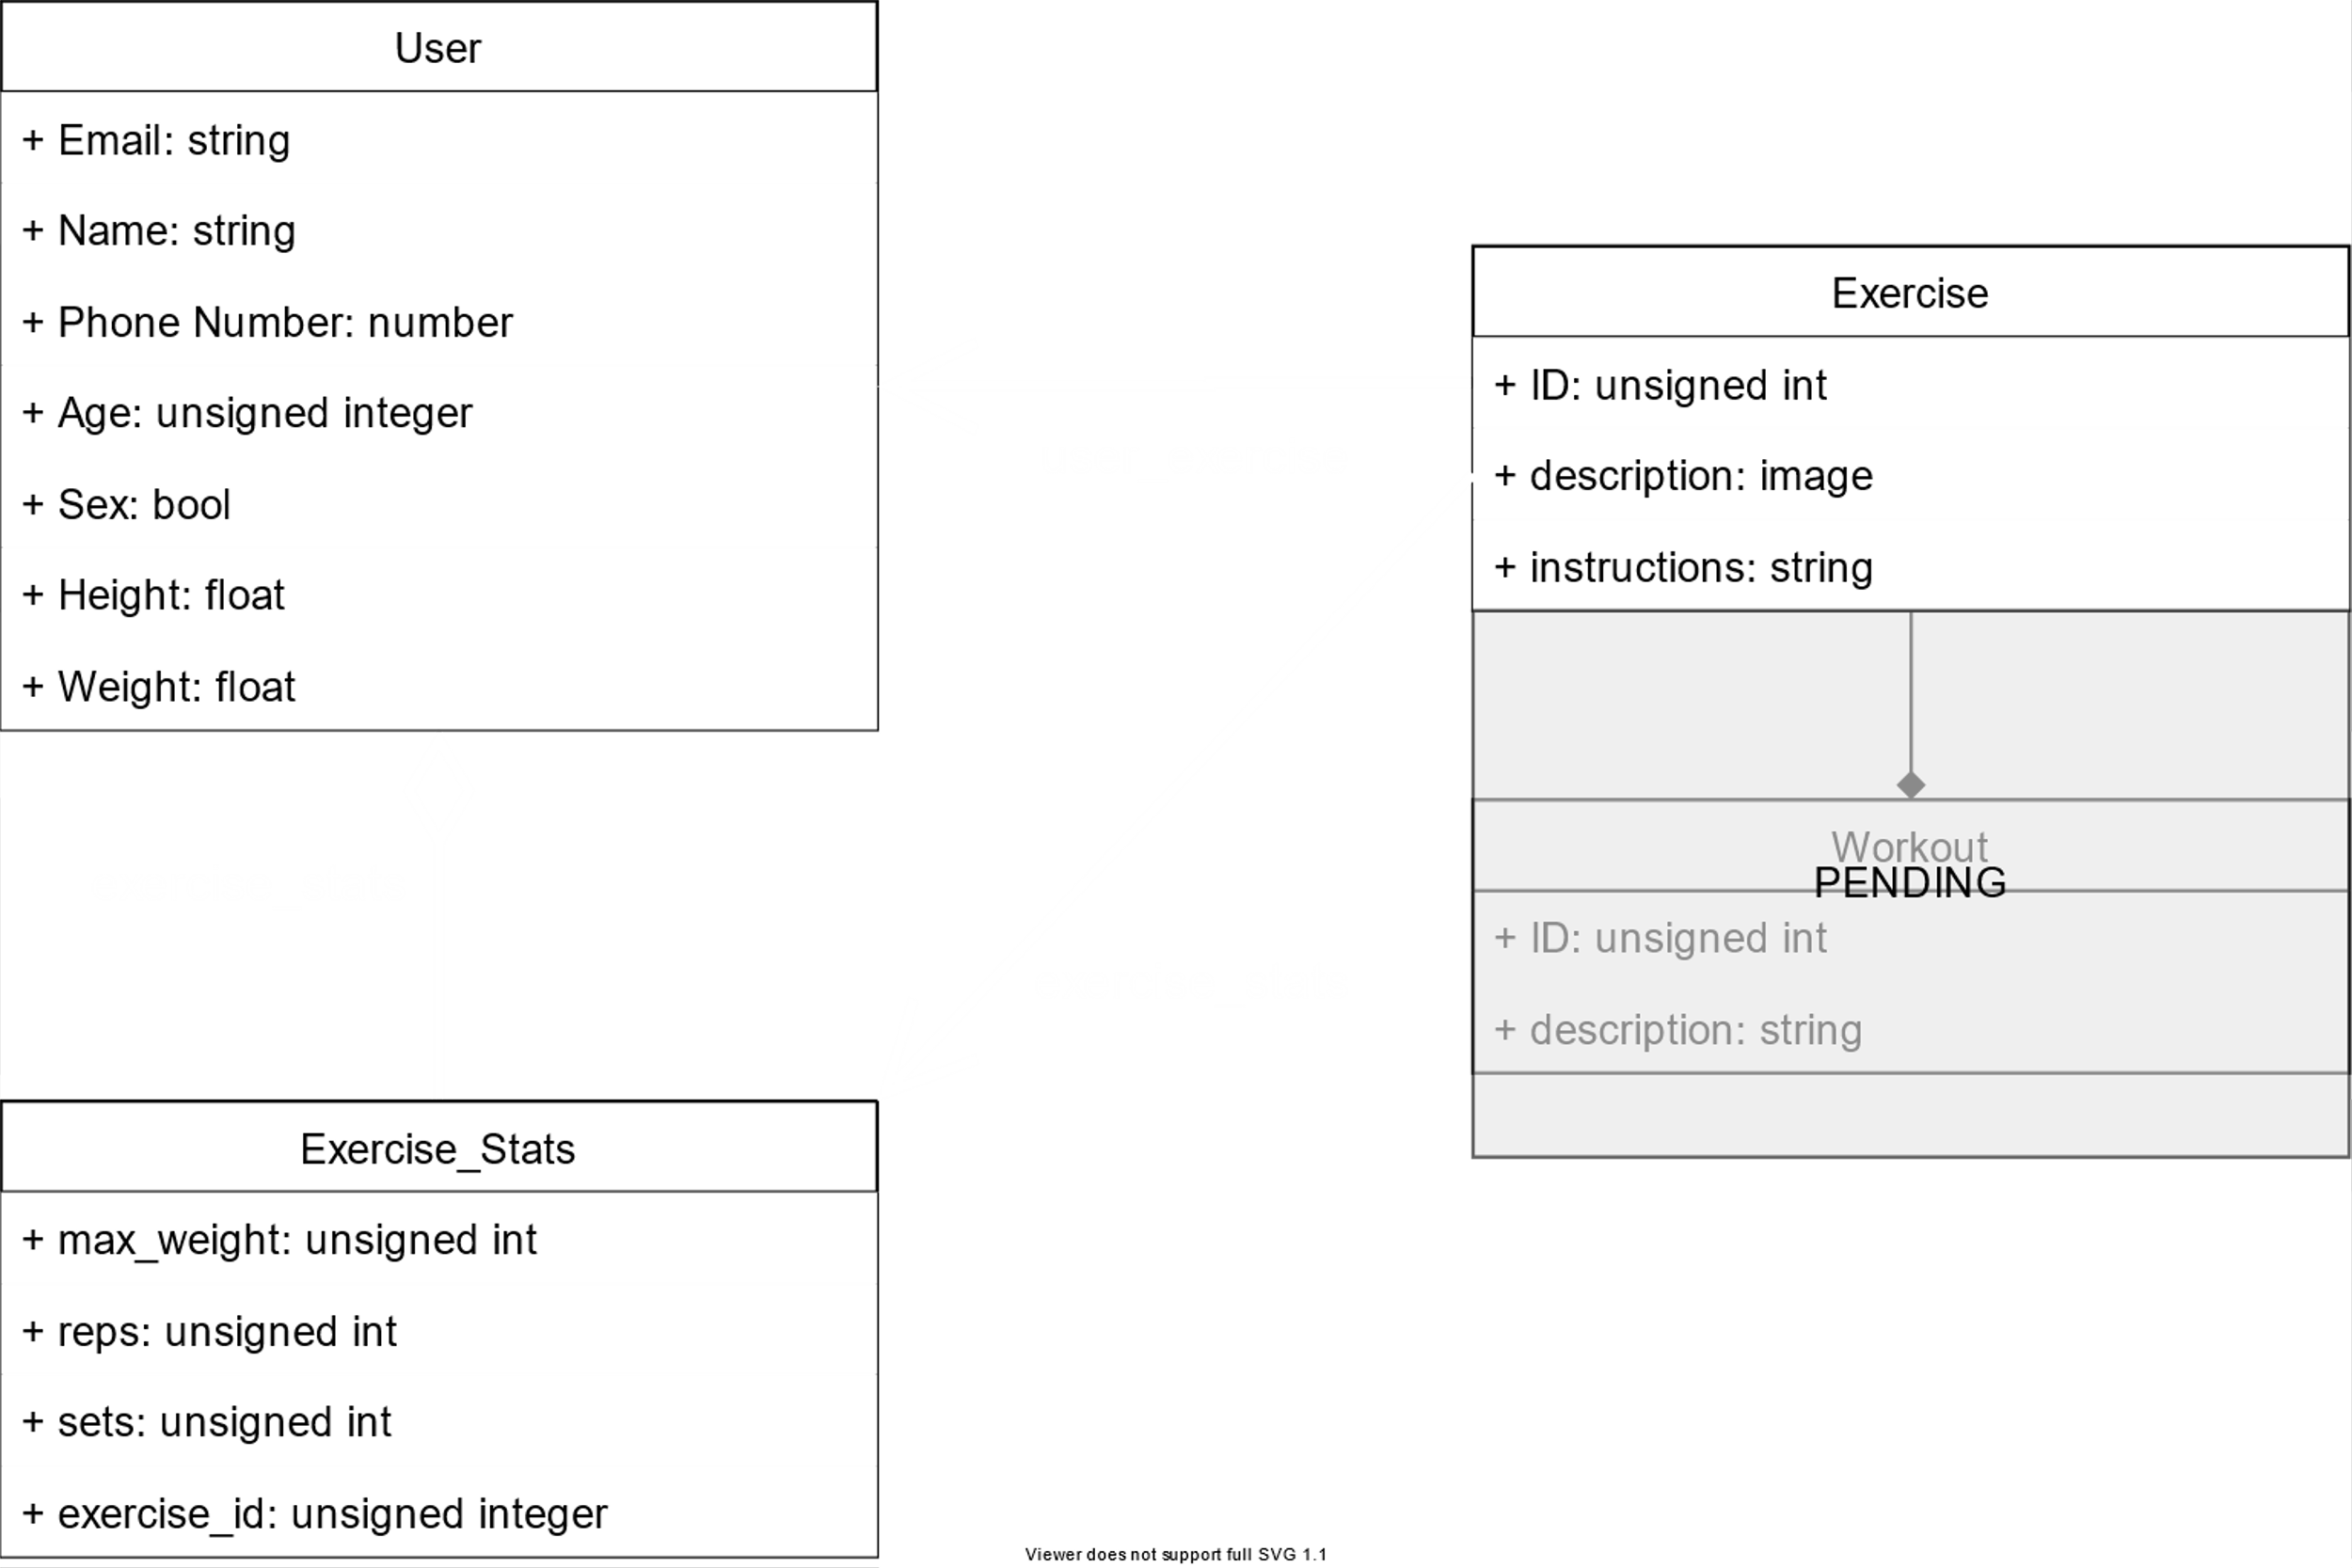 User
+ Email: string
+ Name: string
+ Phone Number: number
+ Age: unsigned integer
+ Sex: bool
+ Height: float
+ Weight: float
Exercise
+ ID: unsigned int
+ description: image
+ instructions: string
Workout
PENDING
+ ID: unsigned int
+ description: string
Exercise_Stats
+ max_weight: unsigned int
+ reps: unsigned int
+ sets: unsigned int
+ exercise_id: unsigned integer
Viewer does not support full SVG 1.1